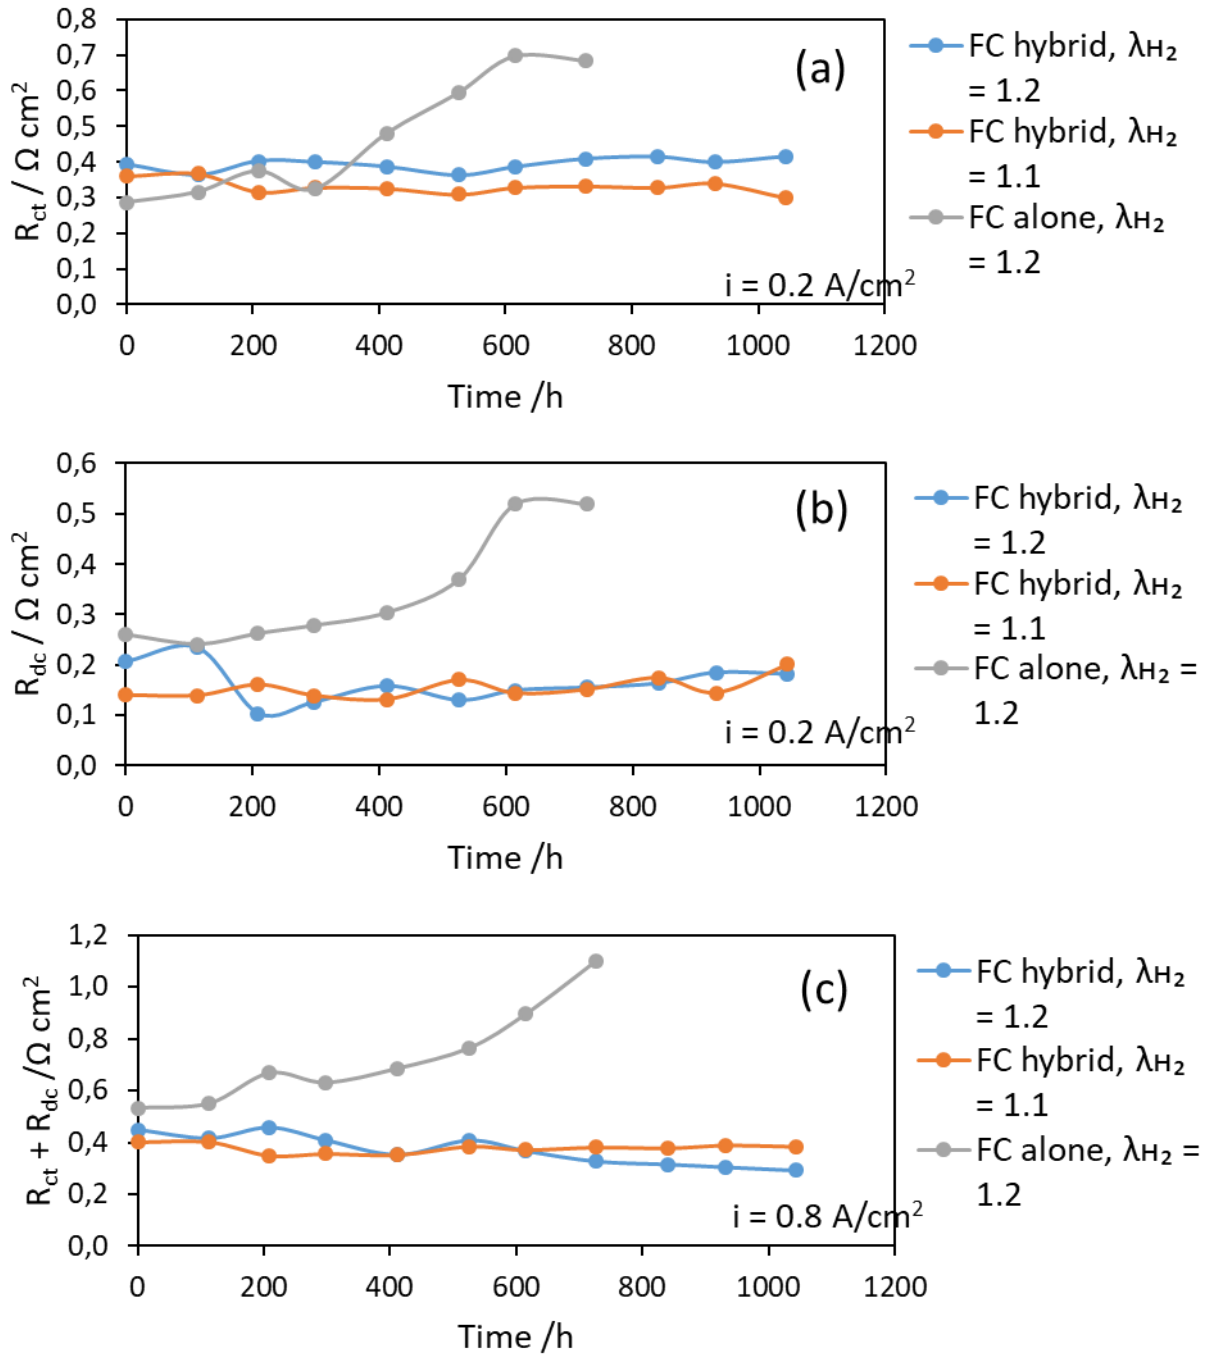 0,8
0,7
0,6
0,5
0,4
0,3
0,2
0,1
0,0
R_ct / Ω cm²
(a)
i = 0.2 A/cm²
0 200 400 600 800 1000 1200
Time /h
FC hybrid, λH₂
= 1.2
FC hybrid, λH₂
= 1.1
FC alone, λH₂
= 1.2
0,6
0,5
0,4
0,3
0,2
0,1
0,0
R_dc / Ω cm²
(b)
i = 0.2 A/cm²
0 200 400 600 800 1000 1200
Time /h
FC hybrid, λH₂
= 1.2
FC hybrid, λH₂
= 1.1
FC alone, λH₂ =
1.2
1,2
1,0
0,8
0,6
0,4
0,2
0,0
R_ct + R_dc /Ω cm²
(c)
i = 0.8 A/cm²
0 200 400 600 800 1000 1200
Time /h
FC hybrid, λH₂
= 1.2
FC hybrid, λH₂
= 1.1
FC alone, λH₂ =
1.2